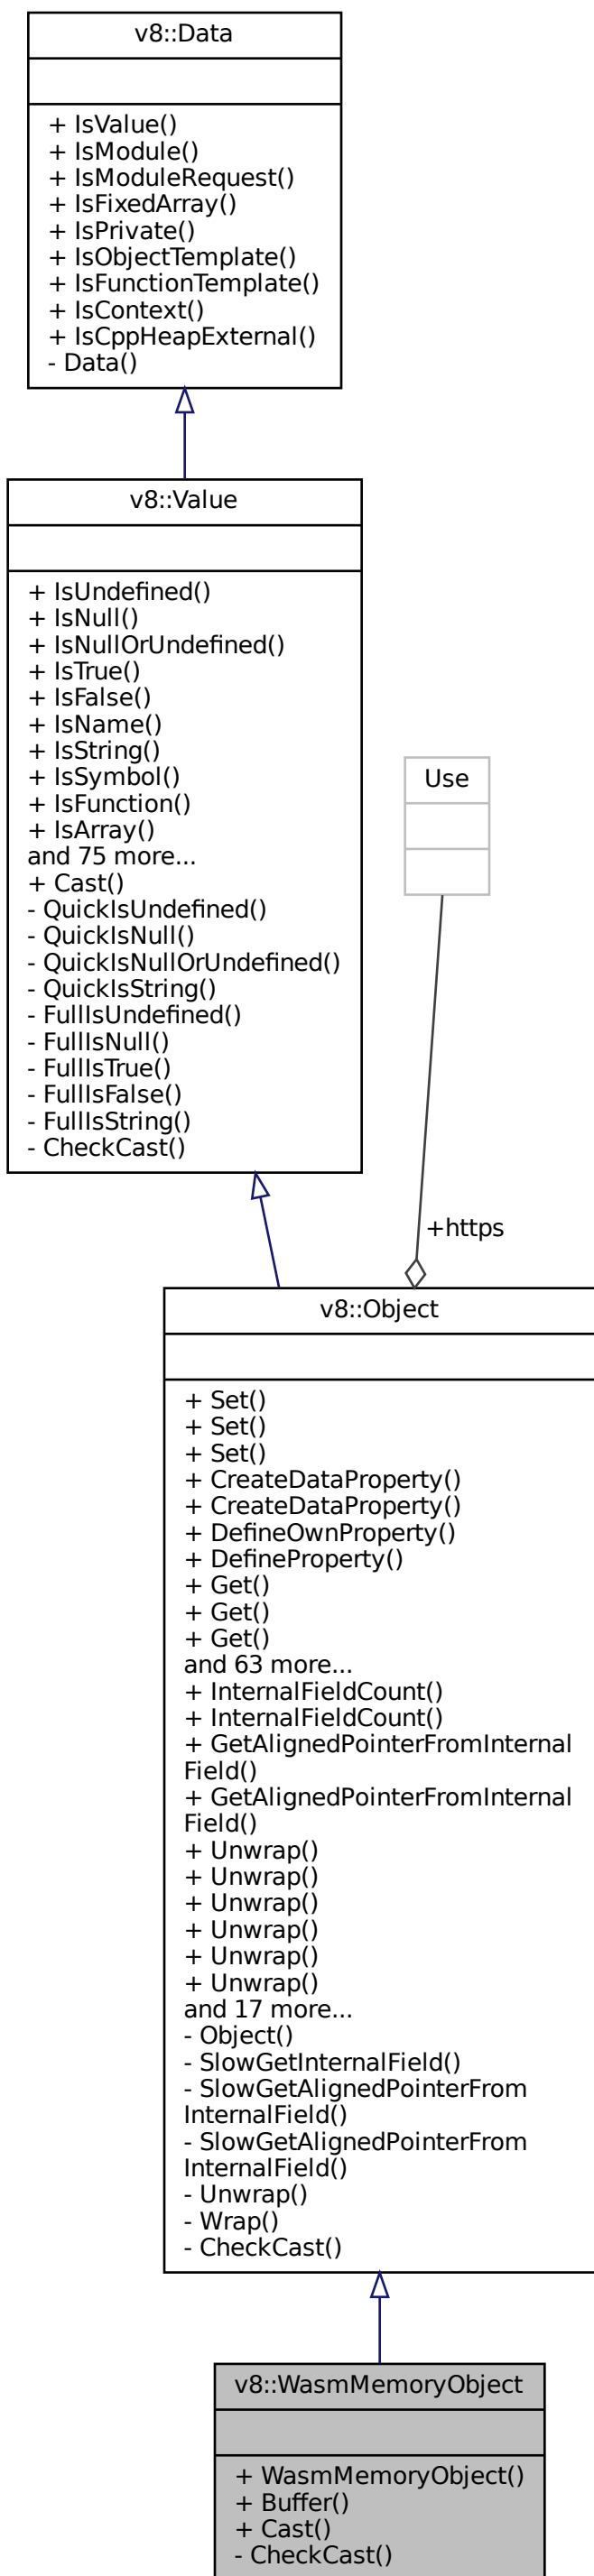 v8::Data
+ IsValue()
+ IsModule()
+ IsModuleRequest()
+ IsFixedArray()
+ IsPrivate()
+ IsObjectTemplate()
+ IsFunctionTemplate()
+ IsContext()
+ IsCppHeapExternal()
- Data()
v8::Value
+ IsUndefined()
+ IsNull()
+ IsNullOrUndefined()
+ IsTrue()
+ IsFalse()
+ IsName()
+ IsString()
+ IsSymbol()
+ IsFunction()
+ IsArray()
and 75 more...
+ Cast()
- QuickIsUndefined()
- QuickIsNull()
- QuickIsNullOrUndefined()
- QuickIsString()
- FullIsUndefined()
- FullIsNull()
- FullIsTrue()
- FullIsFalse()
- FullIsString()
- CheckCast()
Use
+https
v8::Object
+ Set()
+ Set()
+ Set()
+ CreateDataProperty()
+ CreateDataProperty()
+ DefineOwnProperty()
+ DefineProperty()
+ Get()
+ Get()
+ Get()
and 63 more...
+ InternalFieldCount()
+ InternalFieldCount()
+ GetAlignedPointerFromInternal
Field()
+ GetAlignedPointerFromInternal
Field()
+ Unwrap()
+ Unwrap()
+ Unwrap()
+ Unwrap()
+ Unwrap()
+ Unwrap()
and 17 more...
- Object()
- SlowGetInternalField()
- SlowGetAlignedPointerFrom
InternalField()
- SlowGetAlignedPointerFrom
InternalField()
- Unwrap()
- Wrap()
- CheckCast()
v8::WasmMemoryObject
+ WasmMemoryObject()
+ Buffer()
+ Cast()
- CheckCast()